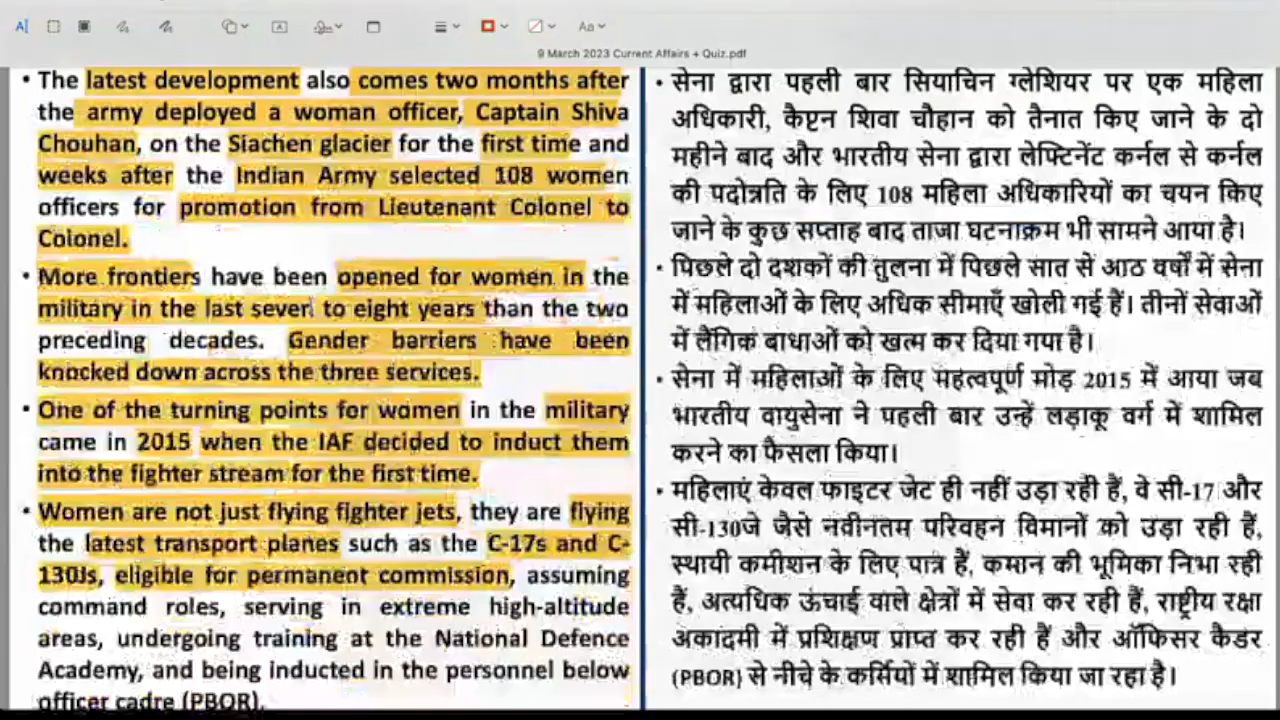 Aa
9 March 2023 Current Affairs + Quiz.pdf
• The latest development also comes two months after
the army deployed a woman officer, Captain Shiva
Chouhan, on the Siachen glacier for the first time and
weeks after the Indian Army selected 108 women
officers for promotion from Lieutenant Colonel to
Colonel.
• More frontiers have been opened for women in the
military in the last seven to eight years than the two
preceding decades. Gender barriers have been
knocked down across the three services.
• One of the turning points for women in the military
came in 2015 when the IAF decided to induct them
into the fighter stream for the first time.
• Women are not just flying fighter jets, they are flying
the latest transport planes such as the C-17s and C-
130Js, eligible for permanent commission, assuming
command roles, serving in extreme high-altitude
areas, undergoing training at the National Defence
Academy, and being inducted in the personnel below
officer cadre (PBOR).
• सेना द्वारा पहली बार सियाचिन ग्लेशियर पर एक महिला
अधिकारी, कैप्टन शिवा चौहान को तैनात किए जाने के दो
महीने बाद और भारतीय सेना द्वारा लेफ्टिनेंट कर्नल से कर्नल
की पदोन्नति के लिए 108 महिला अधिकारियों का चयन किए
जाने के कुछ सप्ताह बाद ताजा घटनाक्रम भी सामने आया है।
• पिछले दो दशकों की तुलना में पिछले सात से आठ वर्षों में सेना
में महिलाओं के लिए अधिक सीमाएँ खोली गई हैं। तीनों सेवाओं
में लैंगिक बाधाओं को खत्म कर दिया गया है।
• सेना में महिलाओं के लिए महत्वपूर्ण मोड़ 2015 में आया जब
भारतीय वायुसेना ने पहली बार उन्हें लड़ाकू वर्ग में शामिल
करने का फैसला किया।
• महिलाएं केवल फाइटर जेट ही नहीं उड़ा रही हैं, वे सी-17 और
सी-130जे जैसे नवीनतम परिवहन विमानों को उड़ा रही हैं,
स्थायी कमीशन के लिए पात्र हैं, कमान की भूमिका निभा रही
हैं, अत्यधिक ऊंचाई वाले क्षेत्रों में सेवा कर रही हैं, राष्ट्रीय रक्षा
अकादमी में प्रशिक्षण प्राप्त कर रही हैं और ऑफिसर कैडर
(PBOR) से नीचे के कर्मियों में शामिल किया जा रहा है।